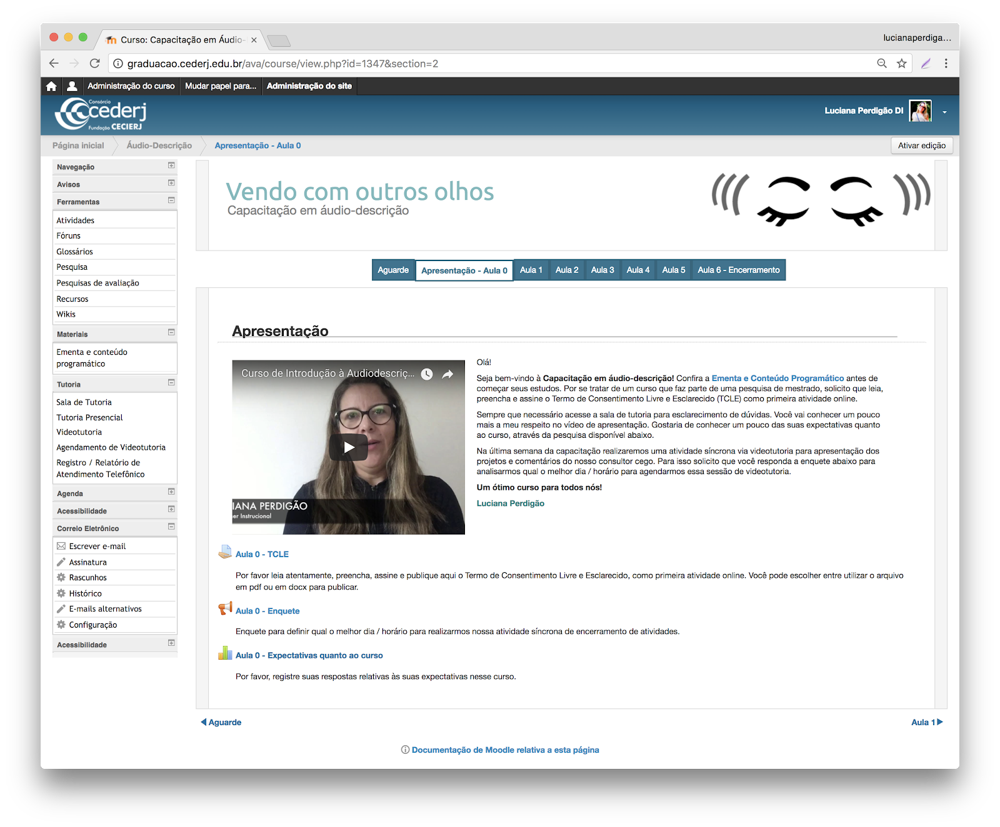 Curso: Capacitação em Áudio-
lucianaperdiga...
graduacao.cederj.edu.br/ava/course/view.php?id=1347&section=2
Administração do curso
Mudar papel para...
Administração do site
Consórcio
cederj
Fundação CECIERJ
Luciana Perdigão DI
Página inicial
Áudio-Descrição
Apresentação - Aula 0
Ativar edição
Navegação
Avisos
Ferramentas
Atividades
Fóruns
Glossários
Pesquisa
Pesquisas de avaliação
Recursos
Wikis
Materiais
Ementa e conteúdo
programático
Tutoria
Sala de Tutoria
Tutoria Presencial
Videotutoria
Agendamento de Videotutoria
Registro / Relatório de
Atendimento Telefônico
Agenda
Acessibilidade
Correio Eletrônico
Escrever e-mail
Assinatura
Rascunhos
Histórico
E-mails alternativos
Configuração
Acessibilidade
Vendo com outros olhos
Capacitação em áudio-descrição
Aguarde
Apresentação - Aula 0
Aula 1
Aula 2
Aula 3
Aula 4
Aula 5
Aula 6 - Encerramento
Apresentação
Curso de Introdução à Audiodescriç...
IANA PERDIGÃO
er Instrucional
Olá!
Seja bem-vindo à Capacitação em áudio-descrição! Confira a Ementa e Conteúdo Programático antes de
começar seus estudos. Por se tratar de um curso que faz parte de uma pesquisa de mestrado, solicito que leia,
preencha e assine o Termo de Consentimento Livre e Esclarecido (TCLE) como primeira atividade online.
Sempre que necessário acesse a sala de tutoria para esclarecimento de dúvidas. Você vai conhecer um pouco
mais a meu respeito no vídeo de apresentação. Gostaria de conhecer um pouco das suas expectativas quanto
ao curso, através da pesquisa disponível abaixo.
Na última semana da capacitação realizaremos uma atividade síncrona via videotutoria para apresentação dos
projetos e comentários do nosso consultor cego. Para isso solicito que você responda a enquete abaixo para
analisarmos qual o melhor dia / horário para agendarmos essa sessão de videotutoria.
Um ótimo curso para todos nós!
Luciana Perdigão
Aula 0 - TCLE
Por favor leia atentamente, preencha, assine e publique aqui o Termo de Consentimento Livre e Esclarecido, como primeira atividade online. Você pode escolher entre utilizar o arquivo
em pdf ou em docx para publicar.
Aula 0 - Enquete
Enquete para definir qual o melhor dia / horário para realizarmos nossa atividade síncrona de encerramento de atividades.
Aula 0 - Expectativas quanto ao curso
Por favor, registre suas respostas relativas às suas expectativas nesse curso.
Aguarde
Aula 1
Documentação de Moodle relativa a esta página